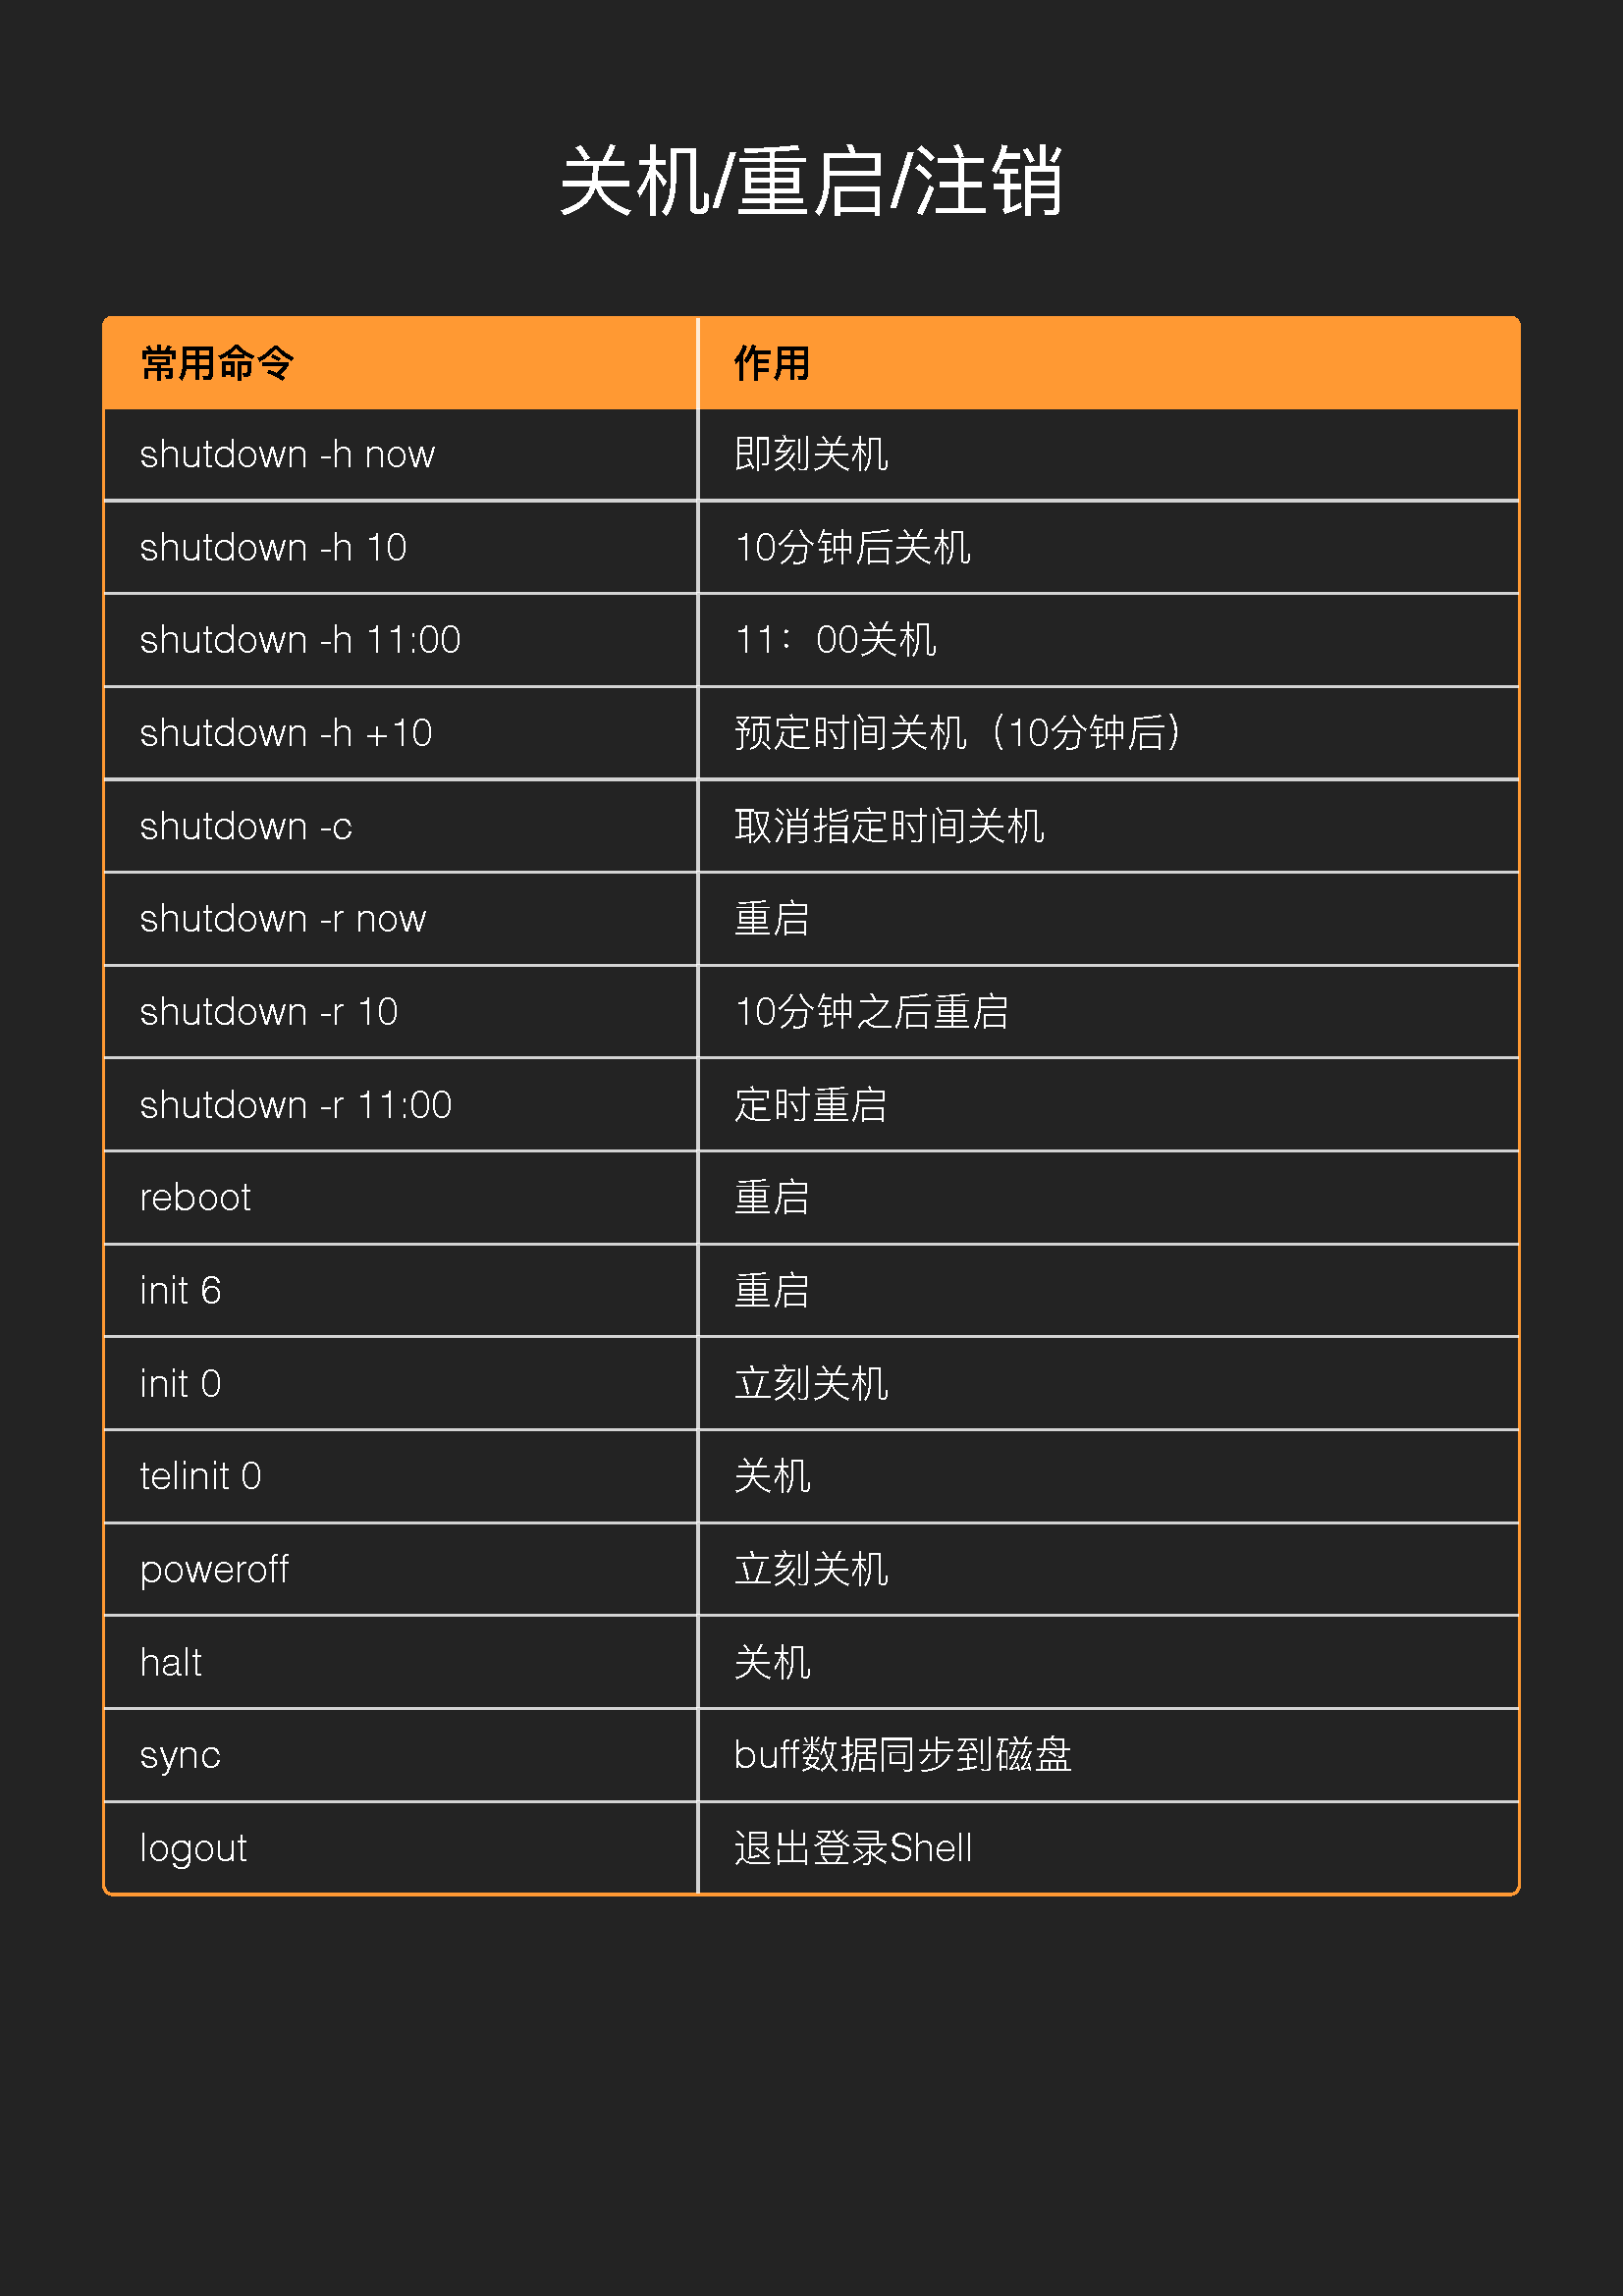 关机/重启/注销
常用命令 作用
shutdown -h now 即刻关机
shutdown -h 10 10分钟后关机
shutdown -h 11:00 11：00关机
shutdown -h +10 预定时间关机（10分钟后）
shutdown -c 取消指定时间关机
shutdown -r now 重启
shutdown -r 10 10分钟之后重启
shutdown -r 11:00 定时重启
reboot 重启
init 6 重启
init 0 立刻关机
telinit 0 关机
poweroff 立刻关机
halt 关机
sync buff数据同步到磁盘
logout 退出登录Shell